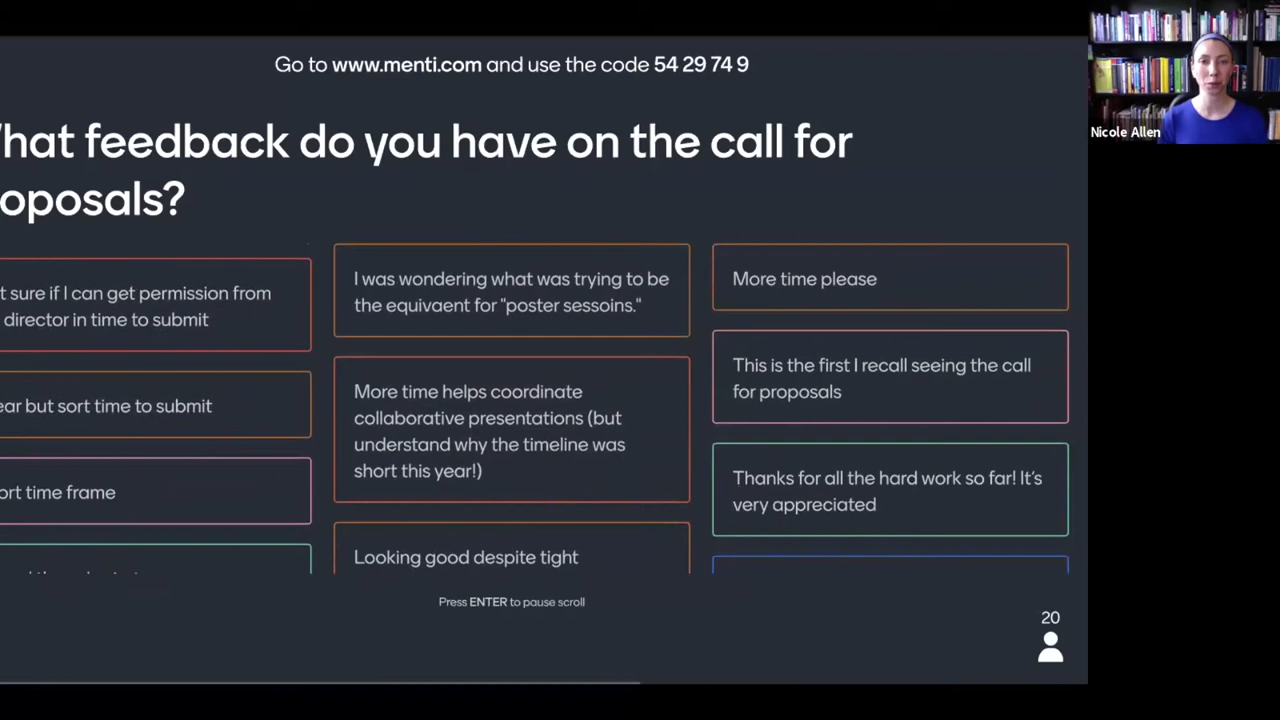 Go to www.menti.com and use the code 54 29 74 9
Nicole Allen
hat feedback do you have on the call for
oposals?
t sure if I can get permission from
director in time to submit
ear but sort time to submit
ort time frame
I was wondering what was trying to be
the equivaent for "poster sessoins."
More time helps coordinate
collaborative presentations (but
understand why the timeline was
short this year!)
Looking good despite tight
More time please
This is the first I recall seeing the call
for proposals
Thanks for all the hard work so far! It's
very appreciated
Press ENTER to pause scroll
20